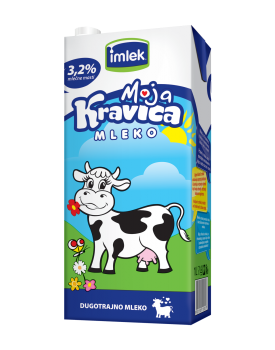 imlek
3,2%
mlečne masti
Moja
Kravica
MLEKO
DUGOTRAJNO MLEKO